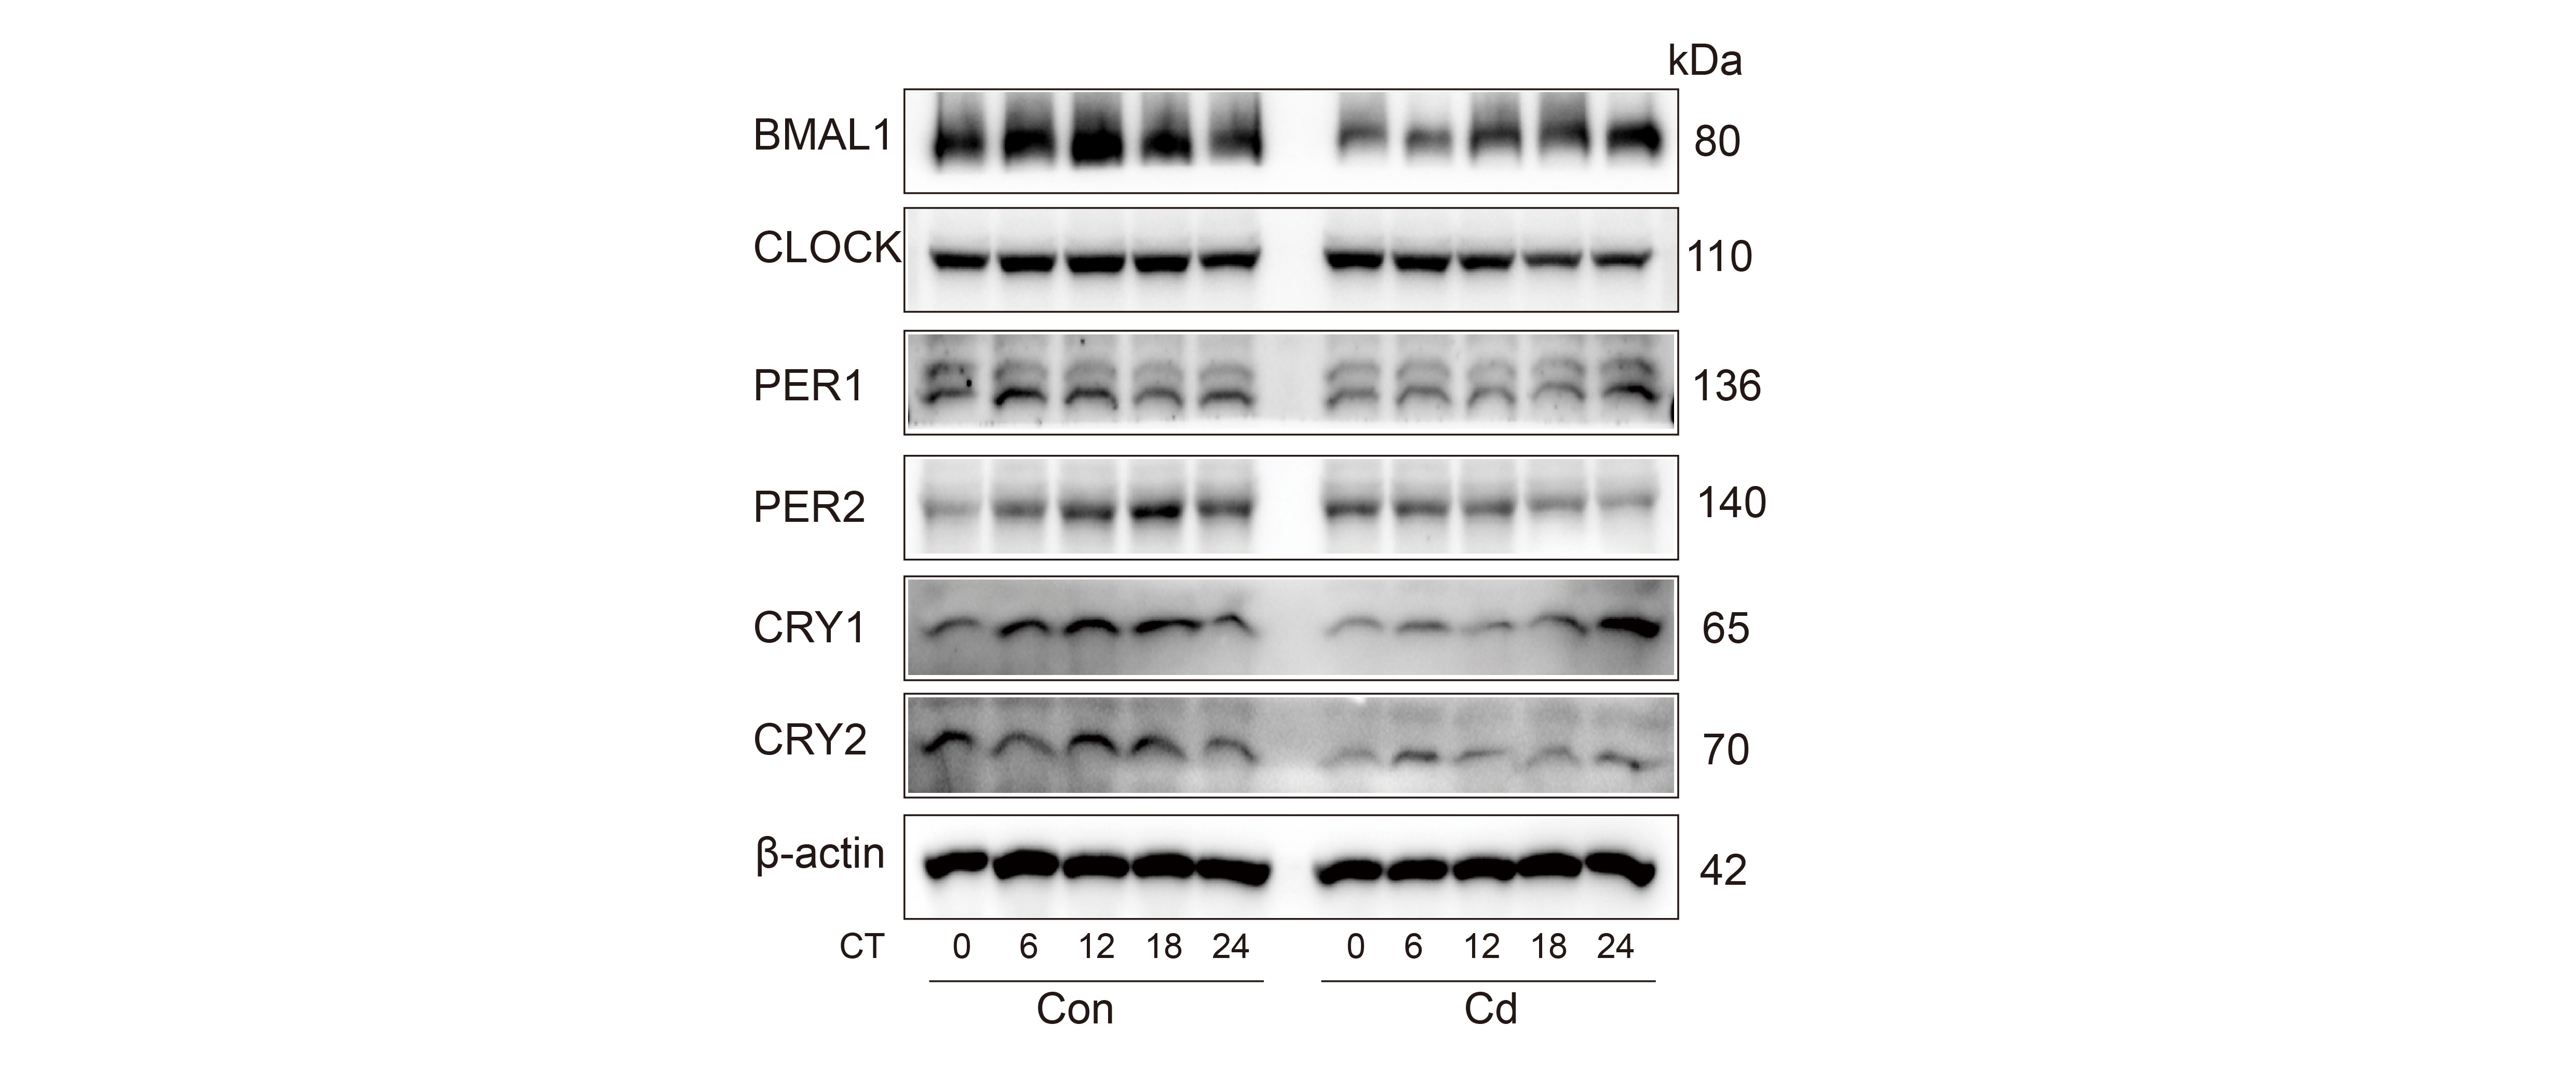 kDa
BMAL1 80
CLOCK 110
PER1 136
PER2 140
CRY1 65
CRY2 70
β-actin 42
CT 0 6 12 18 24 0 6 12 18 24
Con Cd